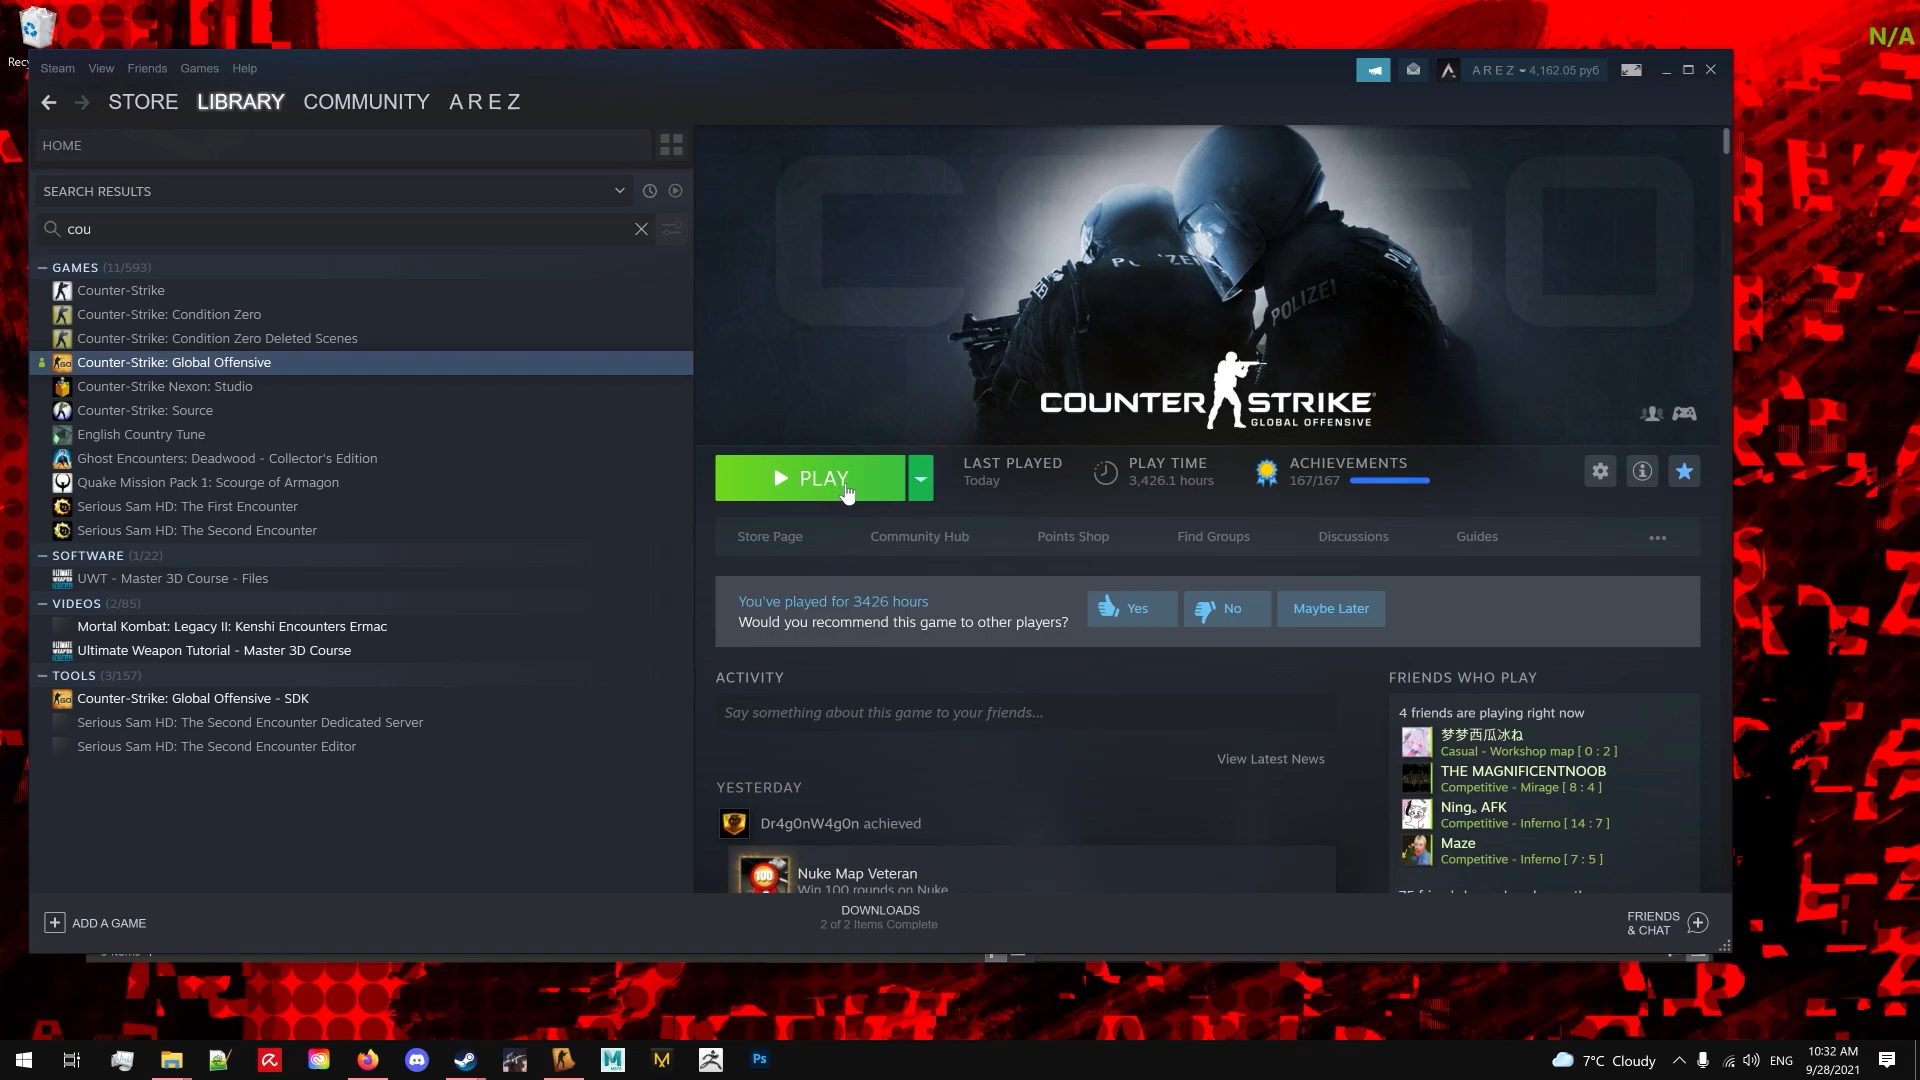 N/A
Rec
Steam View Friends Games Help
A R E Z 4,162.05 pуб
STORE LIBRARY COMMUNITY A R E Z
HOME
SEARCH RESULTS
cou
GAMES (11/593)
Counter-Strike
Counter-Strike: Condition Zero
Counter-Strike: Condition Zero Deleted Scenes
Counter-Strike: Global Offensive
Counter-Strike Nexon: Studio
Counter-Strike: Source
English Country Tune
Ghost Encounters: Deadwood - Collector's Edition
Quake Mission Pack 1: Scourge of Armagon
Serious Sam HD: The First Encounter
Serious Sam HD: The Second Encounter
SOFTWARE (1/22)
UWT - Master 3D Course - Files
VIDEOS (2/85)
Mortal Kombat: Legacy II: Kenshi Encounters Ermac
Ultimate Weapon Tutorial - Master 3D Course
TOOLS (3/157)
Counter-Strike: Global Offensive - SDK
Serious Sam HD: The Second Encounter Dedicated Server
Serious Sam HD: The Second Encounter Editor
ADD A GAME
CSGO
POLIZEI
COUNTER STRIKE
GLOBAL OFFENSIVE
PLAY
LAST PLAYED
Today
PLAY TIME
3,426.1 hours
ACHIEVEMENTS
167/167
Store Page Community Hub Points Shop Find Groups Discussions Guides
You've played for 3426 hours
Would you recommend this game to other players?
Yes No Maybe Later
ACTIVITY
Say something about this game to your friends...
View Latest News
YESTERDAY
Dr4g0nW4g0n achieved
100
Nuke Map Veteran
Win 100 rounds on Nuke
FRIENDS WHO PLAY
4 friends are playing right now
梦梦西瓜冰ね
Casual - Workshop map [ 0 : 2 ]
THE MAGNIFICENTNOOB
Competitive - Mirage [ 8 : 4 ]
Ning。AFK
Competitive - Inferno [ 14 : 7 ]
Maze
Competitive - Inferno [ 7 : 5 ]
DOWNLOADS
2 of 2 Items Complete
FRIENDS
& CHAT
Ps
7°C Cloudy
ENG
10:32 AM
9/28/2021